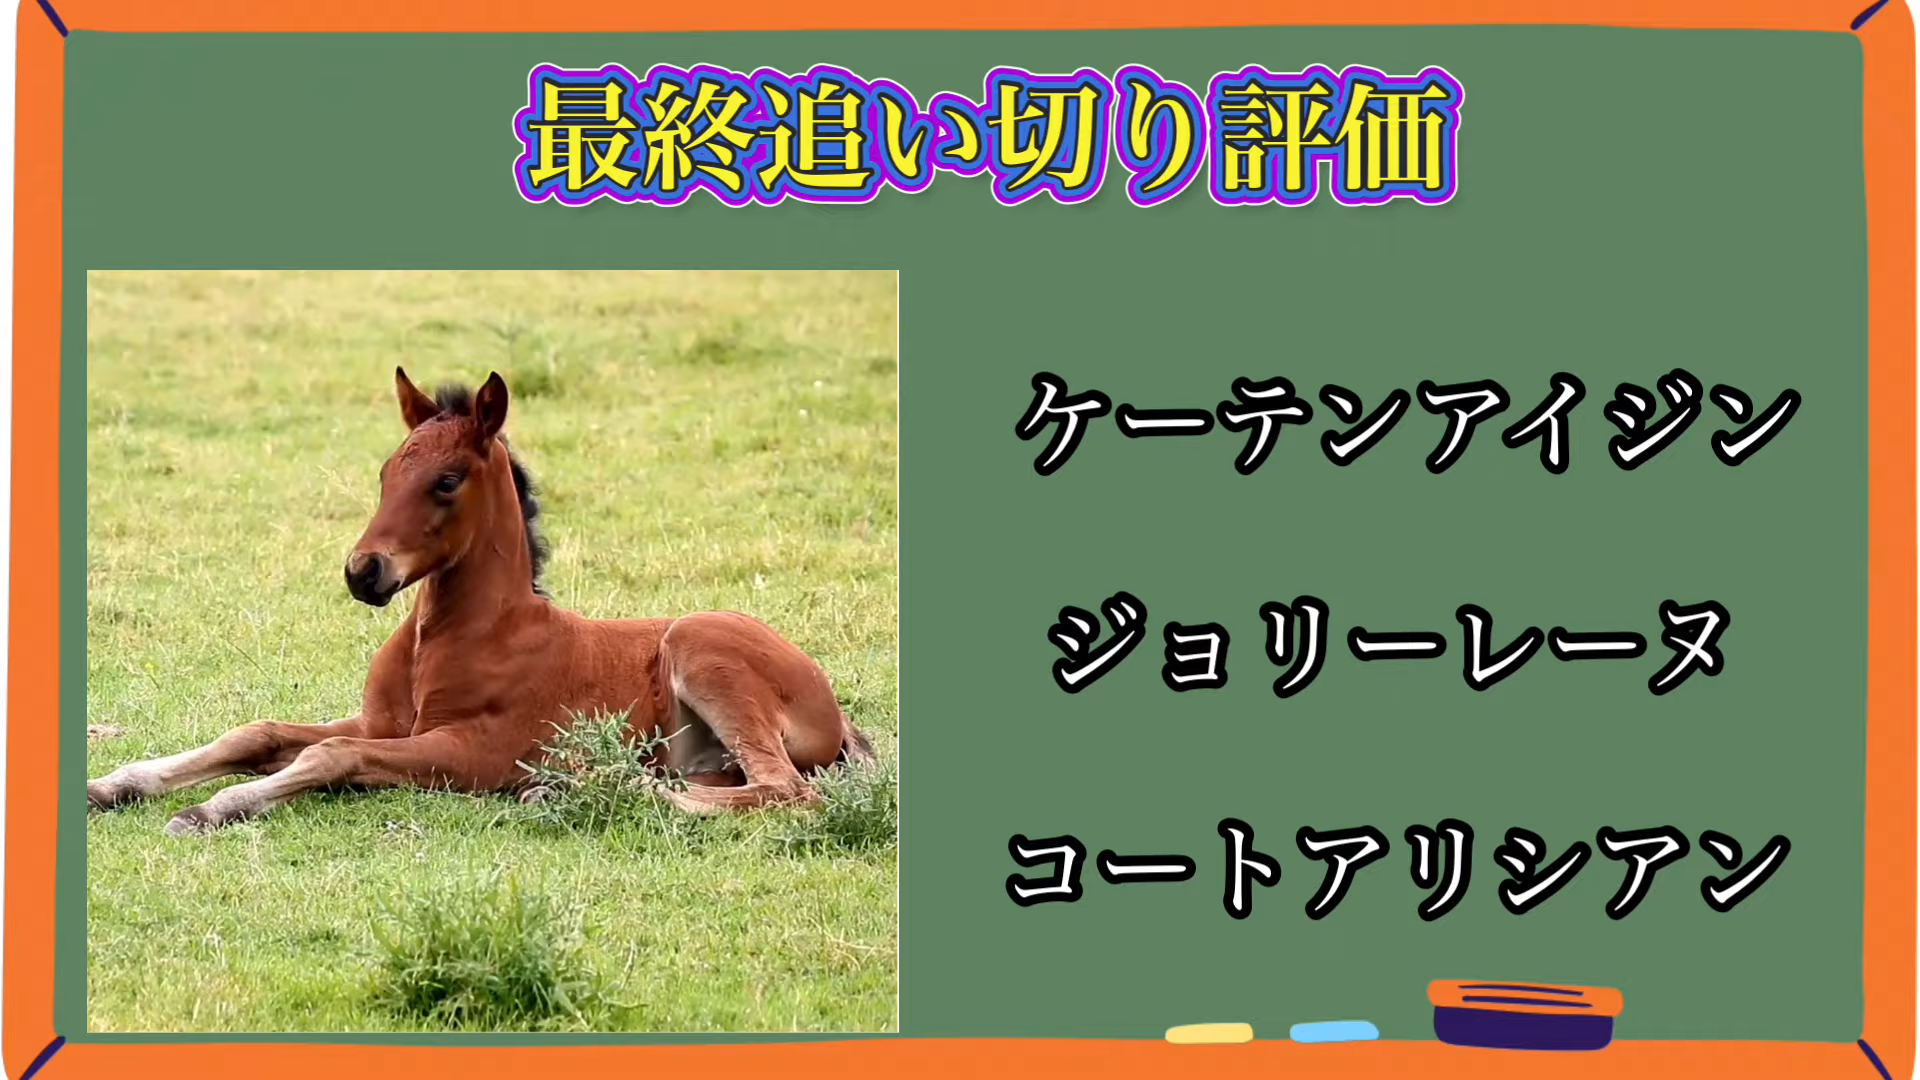 最終追い切り評価
ケーテンアイジン
ジョリーレーヌ
コートアリシアン